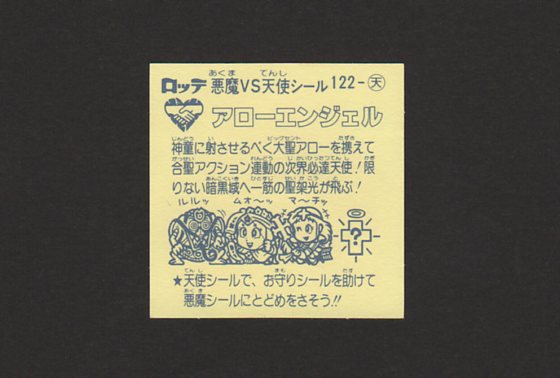 ロッテ 悪魔VS天使シール 122-天
アローエンジェル
神童に射させるべく大聖アローを携えて
合聖アクション連動の次界必達天使!限
りない暗黒域へ一筋の聖架光が飛ぶ!
ルルッ ムォ〜ッ マ〜チッ
?
★天使シールで、お守りシールを助けて
悪魔シールにとどめをさそう!!